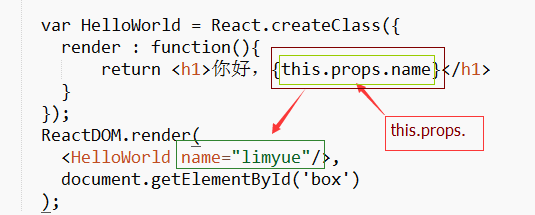 var HelloWorld = React.createClass({
render : function(){
return <h1>你好，{this.props.name}</h1>
}
});
ReactDOM.render(
<HelloWorld name="limyue"/>,
document.getElementById('box')
);
this.props.